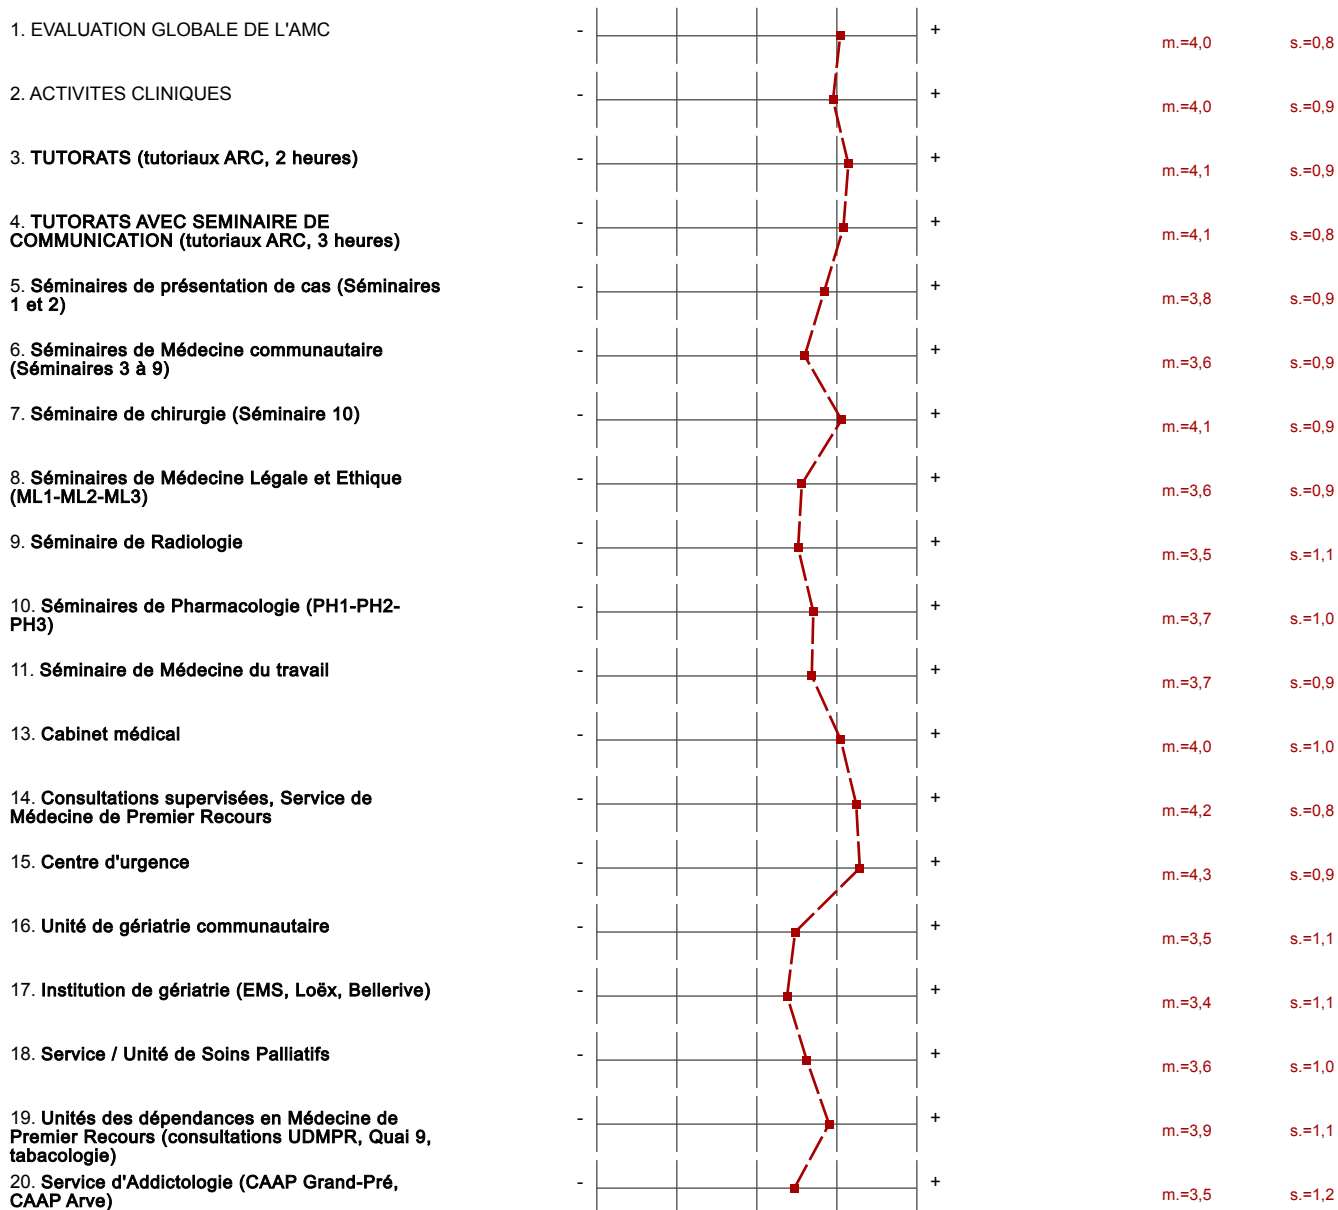 1. EVALUATION GLOBALE DE L'AMC - + m.=4,0 s.=0,8
2. ACTIVITES CLINIQUES - + m.=4,0 s.=0,9
3. TUTORATS (tutoriaux ARC, 2 heures) - + m.=4,1 s.=0,9
4. TUTORATS AVEC SEMINAIRE DE
COMMUNICATION (tutoriaux ARC, 3 heures) - + m.=4,1 s.=0,8
5. Séminaires de présentation de cas (Séminaires
1 et 2) - + m.=3,8 s.=0,9
6. Séminaires de Médecine communautaire
(Séminaires 3 à 9) - + m.=3,6 s.=0,9
7. Séminaire de chirurgie (Séminaire 10) - + m.=4,1 s.=0,9
8. Séminaires de Médecine Légale et Ethique
(ML1-ML2-ML3) - + m.=3,6 s.=0,9
9. Séminaire de Radiologie - + m.=3,5 s.=1,1
10. Séminaires de Pharmacologie (PH1-PH2-
PH3) - + m.=3,7 s.=1,0
11. Séminaire de Médecine du travail - + m.=3,7 s.=0,9
13. Cabinet médical - + m.=4,0 s.=1,0
14. Consultations supervisées, Service de
Médecine de Premier Recours - + m.=4,2 s.=0,8
15. Centre d'urgence - + m.=4,3 s.=0,9
16. Unité de gériatrie communautaire - + m.=3,5 s.=1,1
17. Institution de gériatrie (EMS, Loëx, Bellerive) - + m.=3,4 s.=1,1
18. Service / Unité de Soins Palliatifs - + m.=3,6 s.=1,0
19. Unités des dépendances en Médecine de
Premier Recours (consultations UDMPR, Quai 9,
tabacologie) - + m.=3,9 s.=1,1
20. Service d'Addictologie (CAAP Grand-Pré,
CAAP Arve) - + m.=3,5 s.=1,2